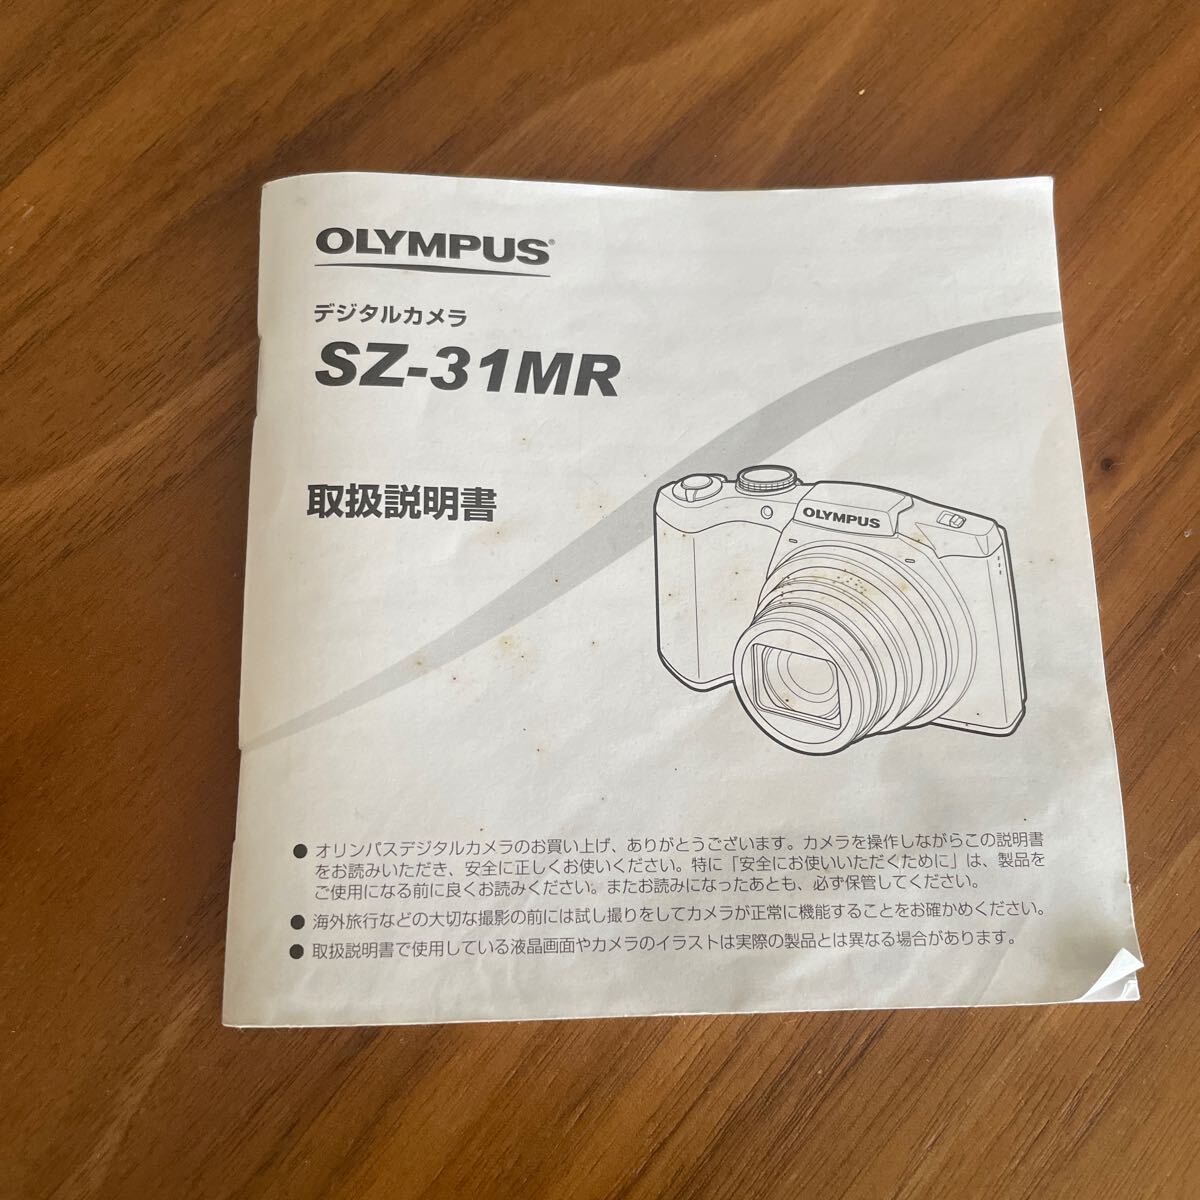 OLYMPUS®
デジタルカメラ
SZ-31MR
取扱説明書
OLYMPUS
● オリンパスデジタルカメラのお買い上げ、ありがとうございます。カメラを操作しながらこの説明書
をお読みいただき、安全に正しくお使いください。特に「安全にお使いいただくために」は、製品を
ご使用になる前に良くお読みください。またお読みになったあとも、必ず保管してください。
● 海外旅行などの大切な撮影の前には試し撮りをしてカメラが正常に機能することをお確かめください。
● 取扱説明書で使用している液晶画面やカメラのイラストは実際の製品とは異なる場合があります。